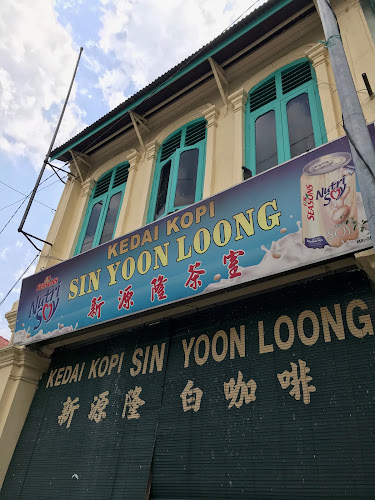 KEDAI KOPI
SIN YOON LOONG
新源隆茶室
Nutri
Soy
SEASONS
Nutri
SOY
KEDAI KOPI SIN YOON LOONG
新源隆白咖啡